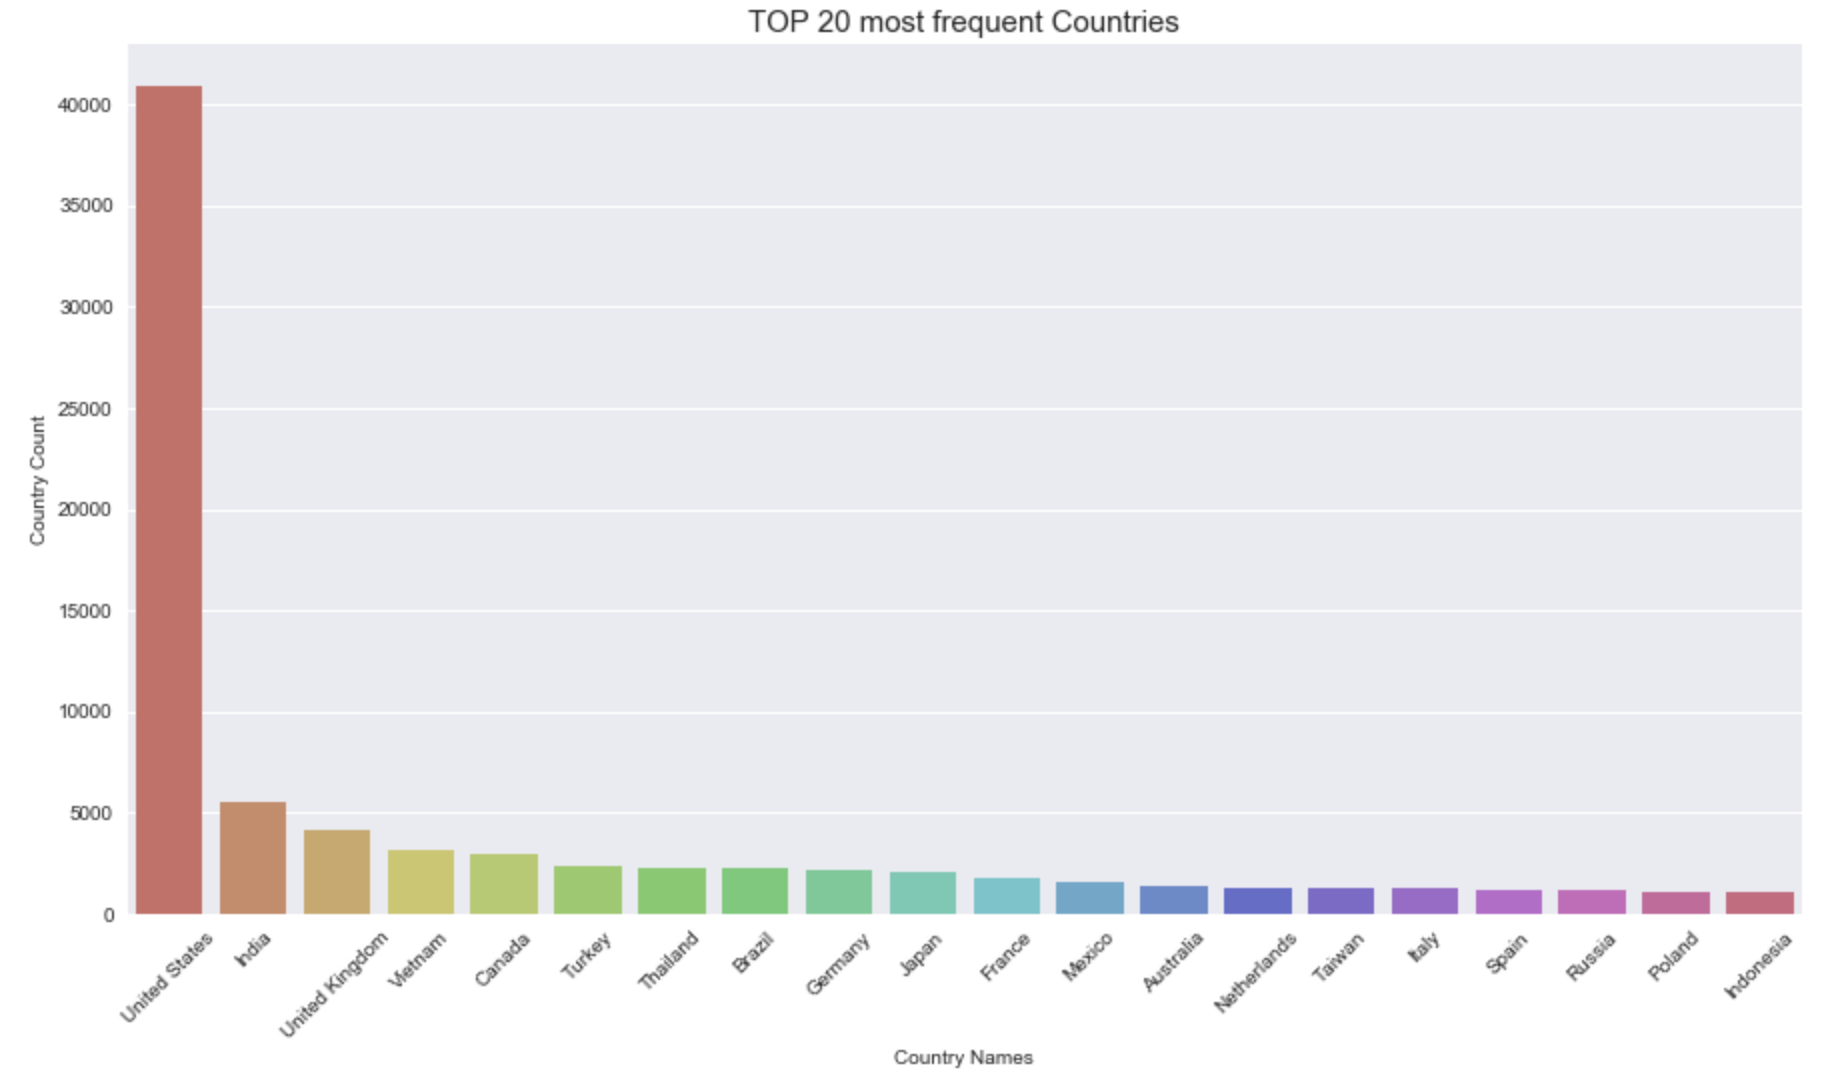 TOP 20 most frequent Countries
Country Count
40000
35000
30000
25000
20000
15000
10000
5000
0
United States
India
United Kingdom
Vietnam
Canada
Turkey
Thailand
Brazil
Germany
Japan
France
Mexico
Australia
Netherlands
Taiwan
Italy
Spain
Russia
Poland
Indonesia
Country Names